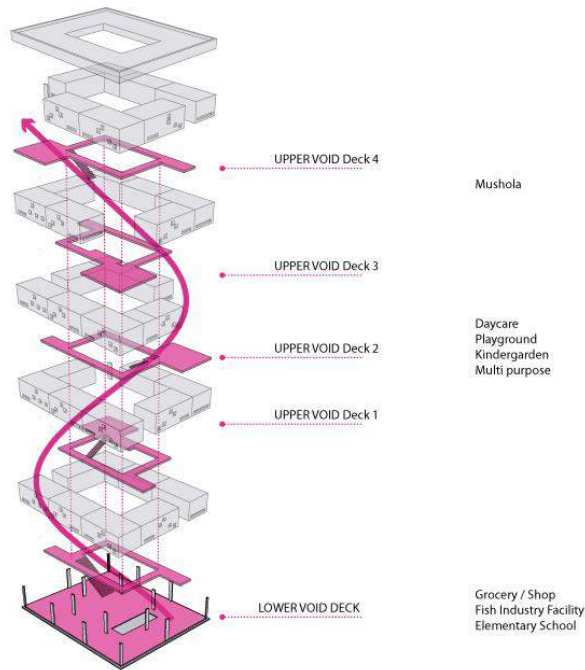 UPPER VOID Deck 4
Mushola
UPPER VOID Deck 3
Daycare
Playground
Kindergarden
UPPER VOID Deck 2
Multi purpose
UPPER VOID Deck 1
LOWER VOID DECK
Grocery / Shop
Fish Industry Facility
Elementary School